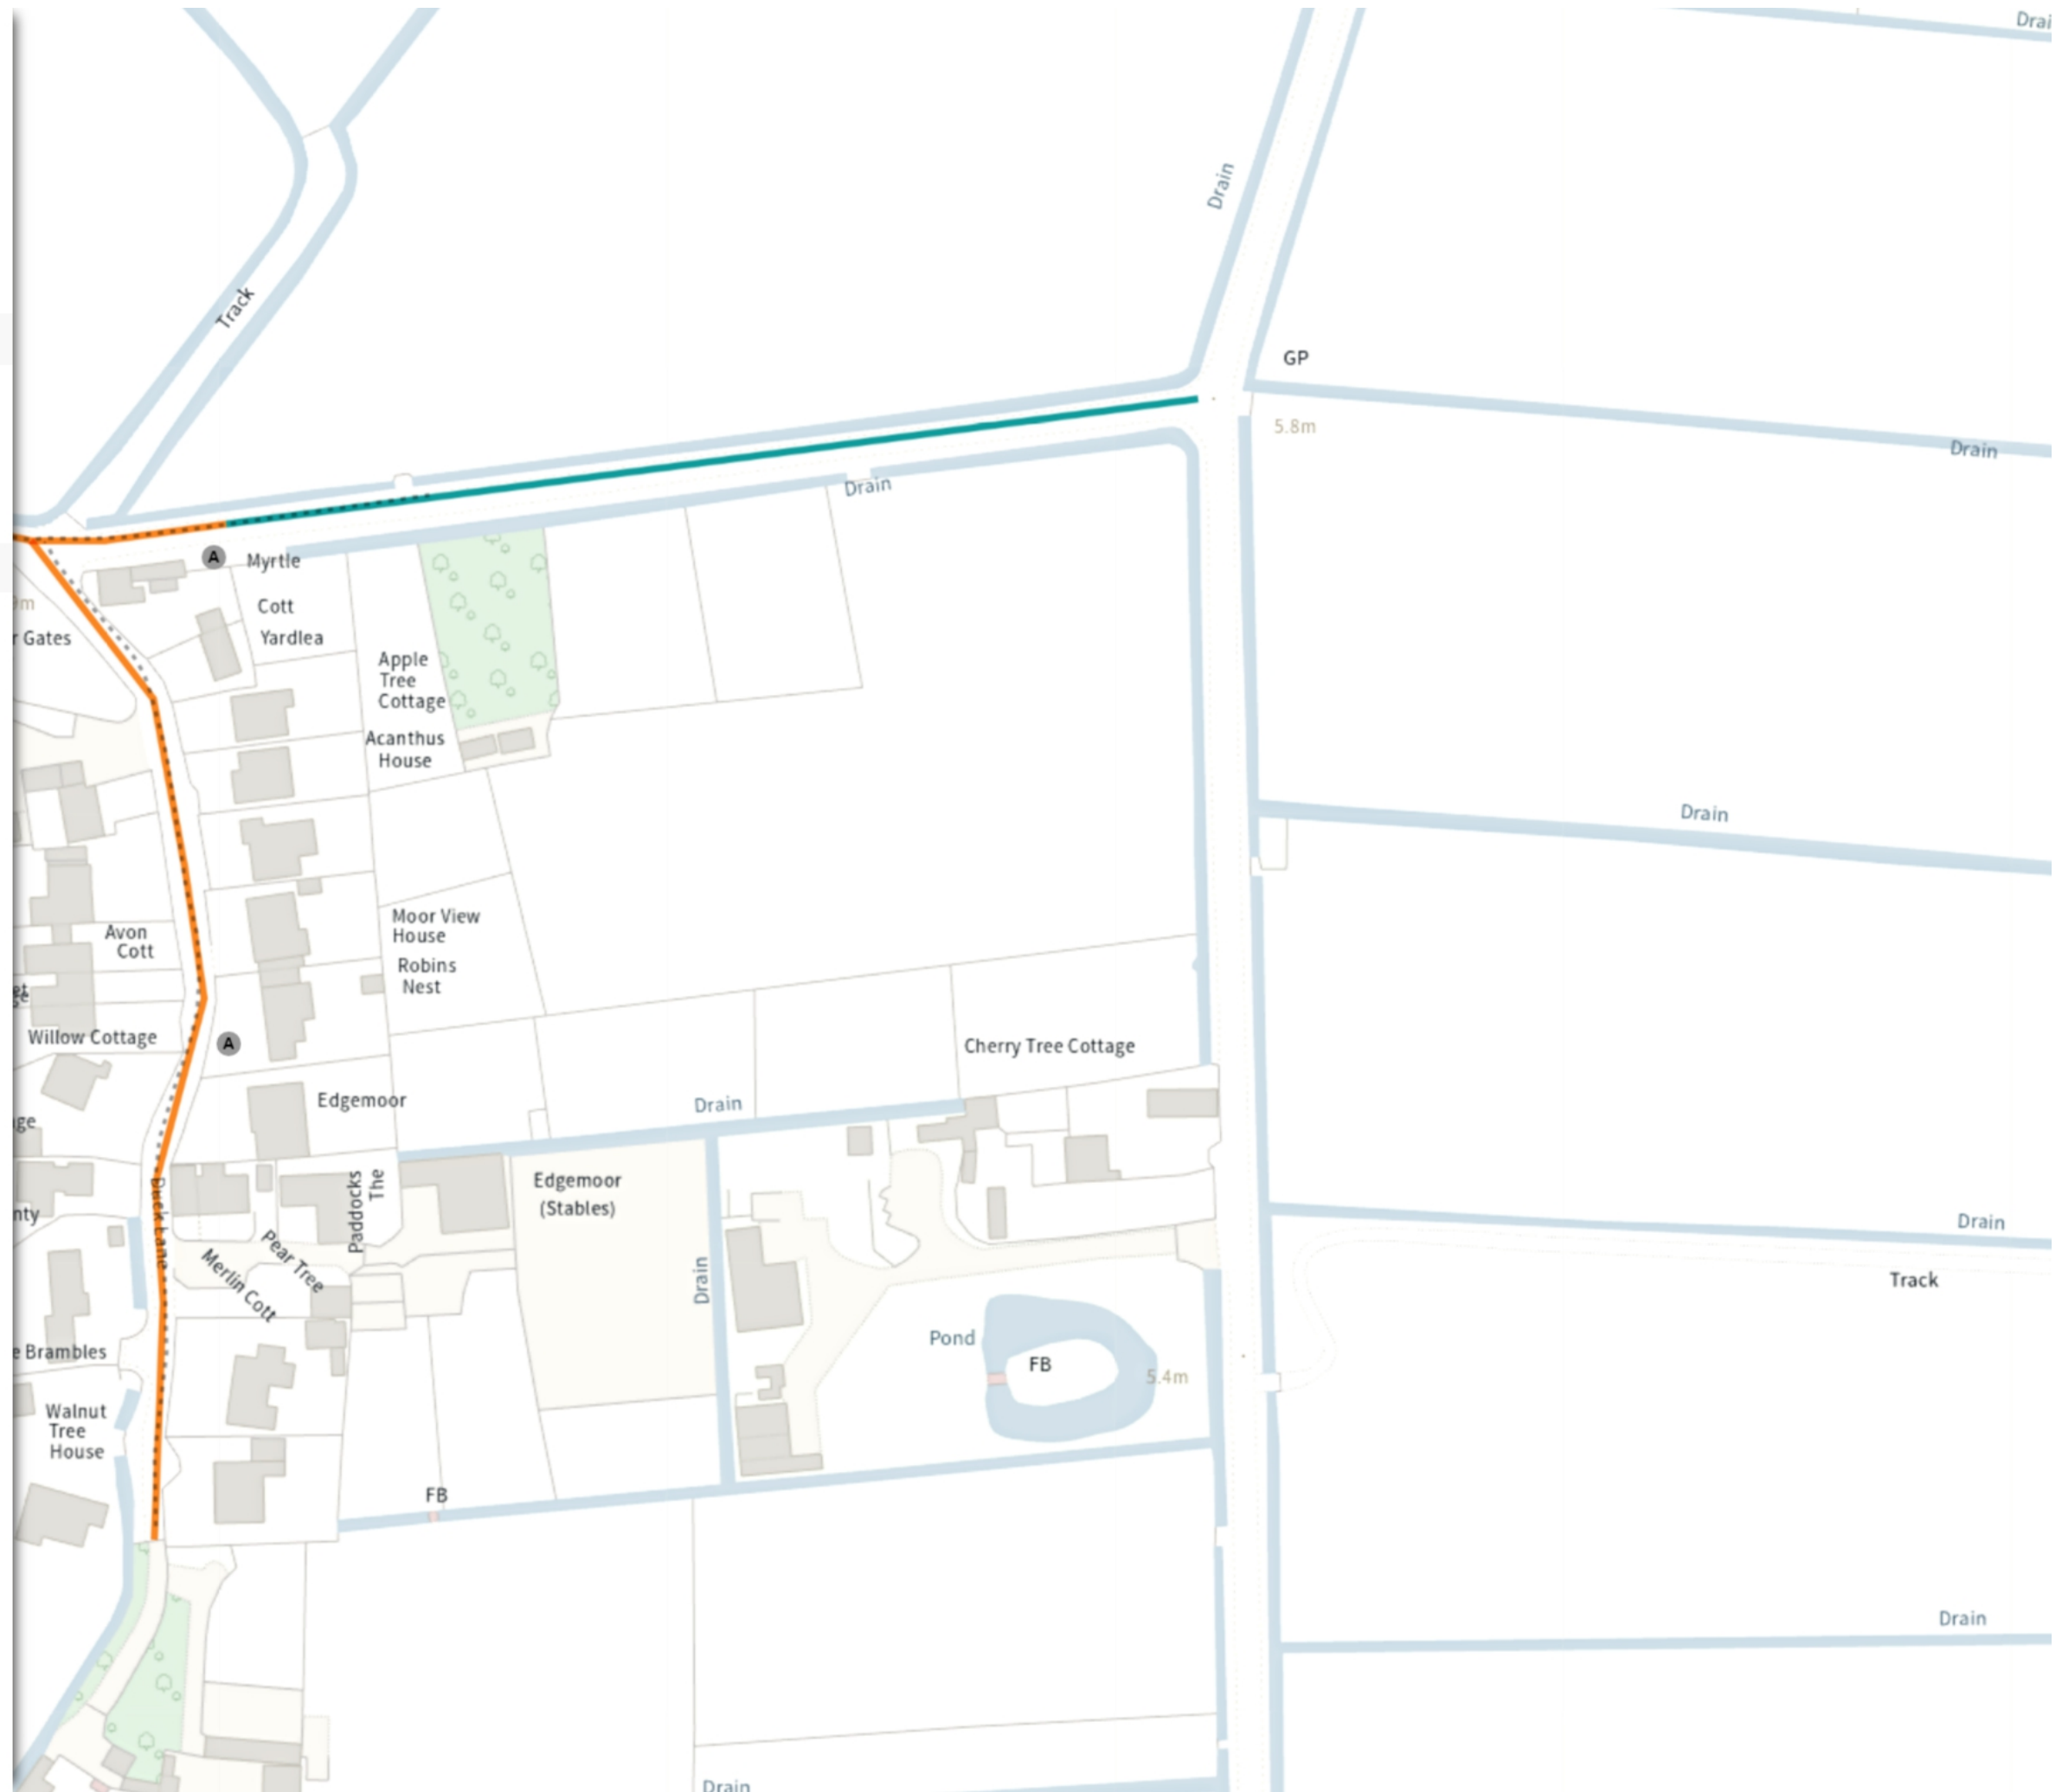 Drai
Drain
Track
GP
5.8m
Drain
Drain
A
Myrtle
Cott
Yardlea
r Gates
Apple
Tree
Cottage
Acanthus
House
Drain
Moor View
House
Avon
Cott
Robins
Nest
Willow Cottage
A
Cherry Tree Cottage
Edgemoor
Drain
ge
The
Paddocks
Edgemoor
(Stables)
nty
Duck Lane
Pear Tree
Merlin Cott
Drain
Drain
Track
Pond
FB
5.4m
e Brambles
Walnut
Tree
House
FB
Drain
Drain